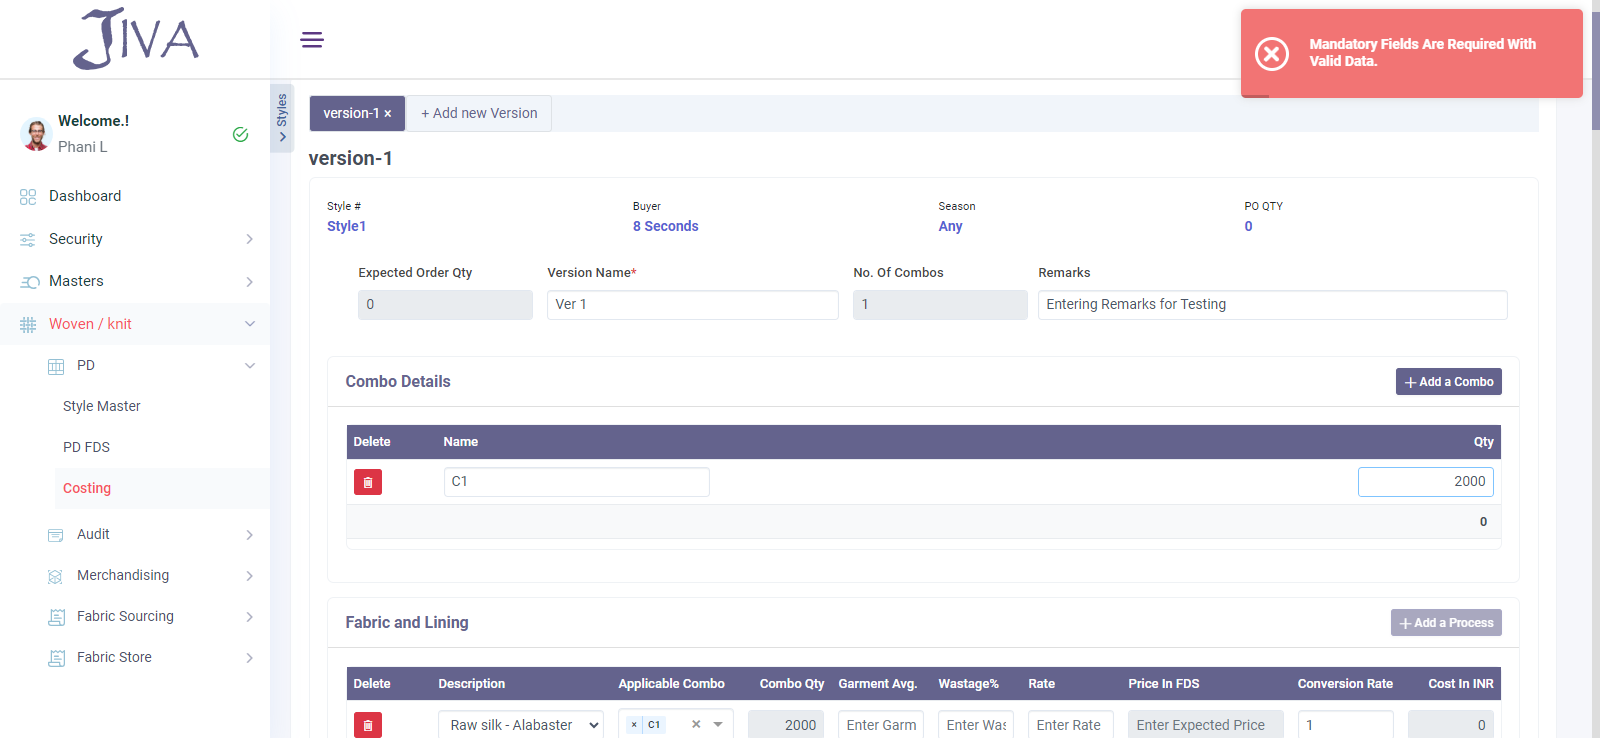 JIVA
Mandatory Fields Are Required With
Valid Data.
Welcome.!
Phani L
Styles
version-1 ×
+ Add new Version
version-1
Dashboard
Security
Masters
Woven / knit
PD
Style Master
PD FDS
Costing
Audit
Merchandising
Fabric Sourcing
Fabric Store
Style # Buyer Season PO QTY
Style1 8 Seconds Any 0
Expected Order Qty Version Name* No. Of Combos Remarks
0 Ver 1 1 Entering Remarks for Testing
Combo Details + Add a Combo
Delete Name Qty
C1 2000
0
Fabric and Lining + Add a Process
Delete Description Applicable Combo Combo Qty Garment Avg. Wastage% Rate Price In FDS Conversion Rate Cost In INR
Raw silk - Alabaster × C1 × 2000 Enter Garm Enter Was Enter Rate Enter Expected Price 1 0